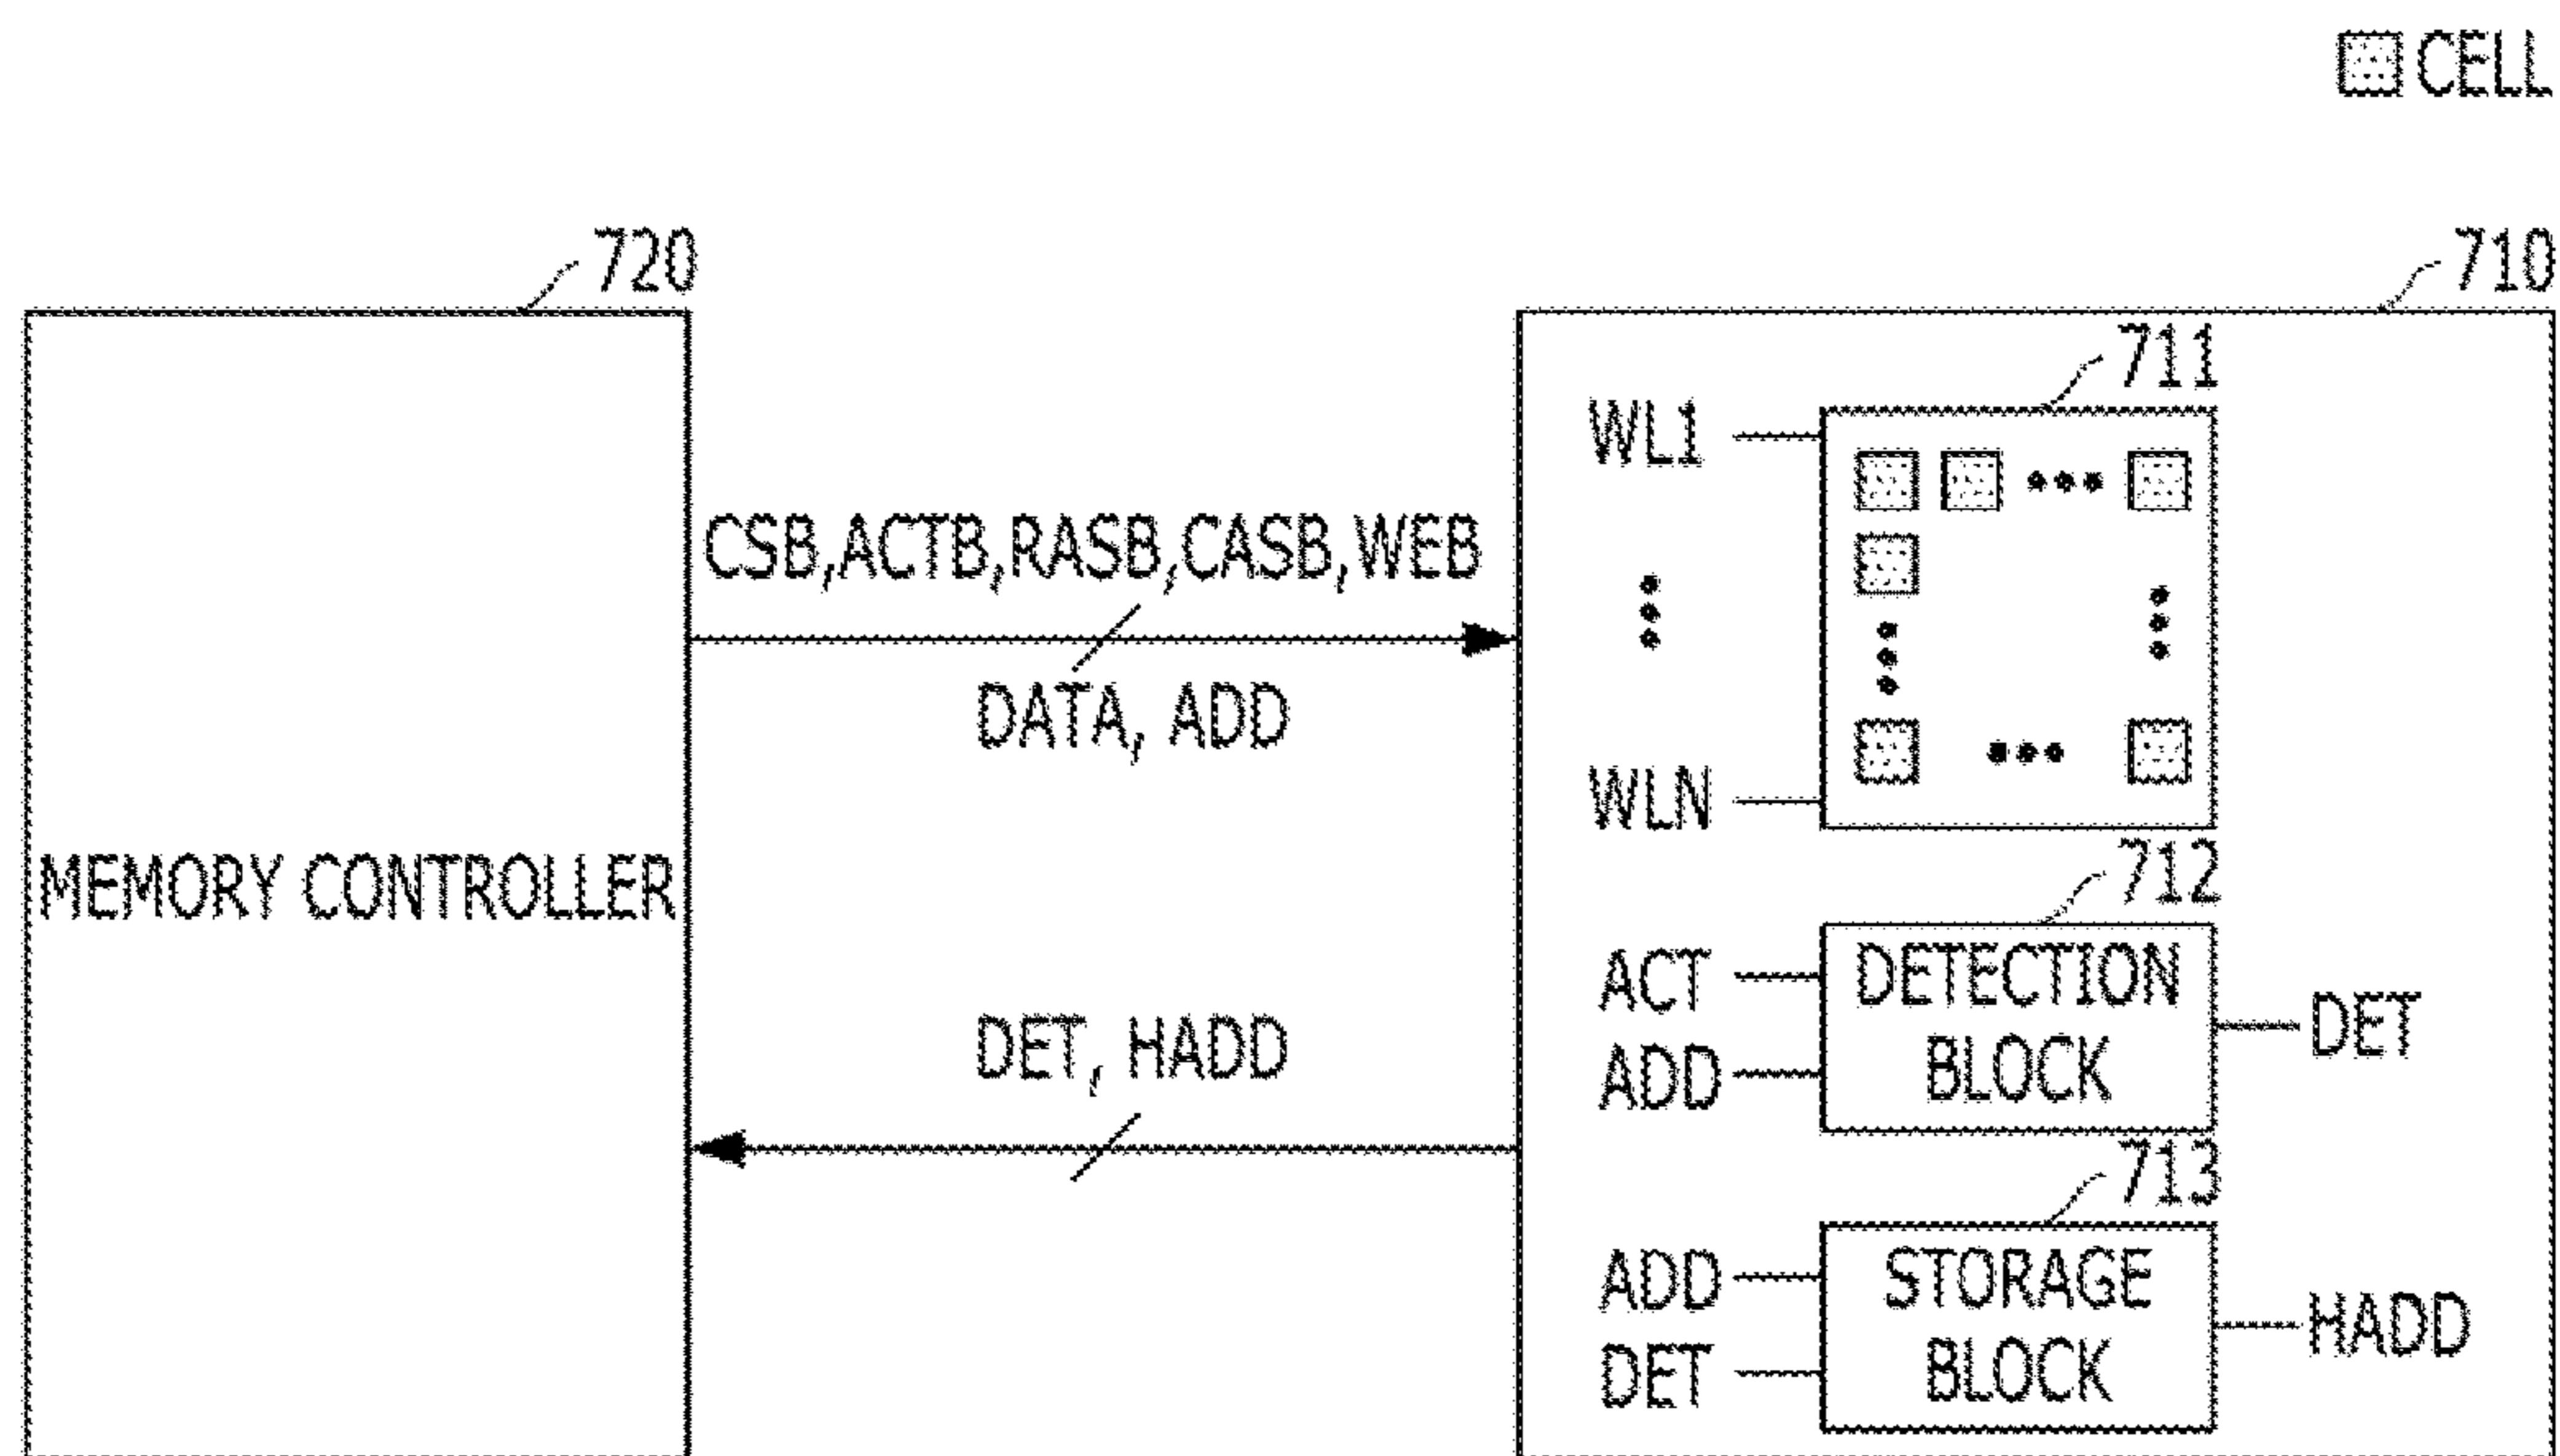 CELL
720
710
711
WL1
CSB,ACTB,RASB,CASB,WEB
DATA, ADD
WLN
MEMORY CONTROLLER
712
ACT
DETECTION
BLOCK
DET
ADD
DET, HADD
713
ADD
STORAGE
BLOCK
HADD
DET